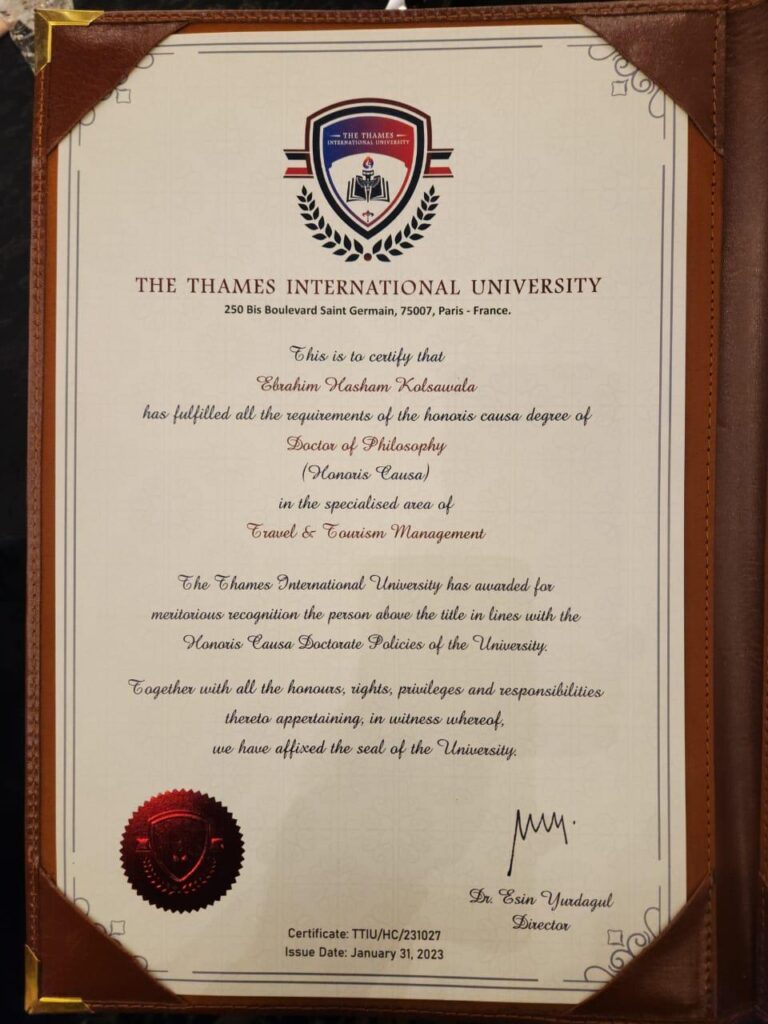 THE THAMES
INTERNATIONAL UNIVERSITY
THE THAMES INTERNATIONAL UNIVERSITY
250 Bis Boulevard Saint Germain, 75007, Paris - France.
This is to certify that
Ebrahim Hasham Kolsawala
has fulfilled all the requirements of the honoris causa degree of
Doctor of Philosophy
(Honoris Causa)
in the specialised area of
Travel & Tourism Management
The Thames International University has awarded for
meritorious recognition the person above the title in lines with the
Honoris Causa Doctorate Policies of the University.
Together with all the honours, rights, privileges and responsibilities
thereto appertaining, in witness whereof,
we have affixed the seal of the University.
Dr. Esin Yurdagul
Director
Certificate: TTIU/HC/231027
Issue Date: January 31, 2023